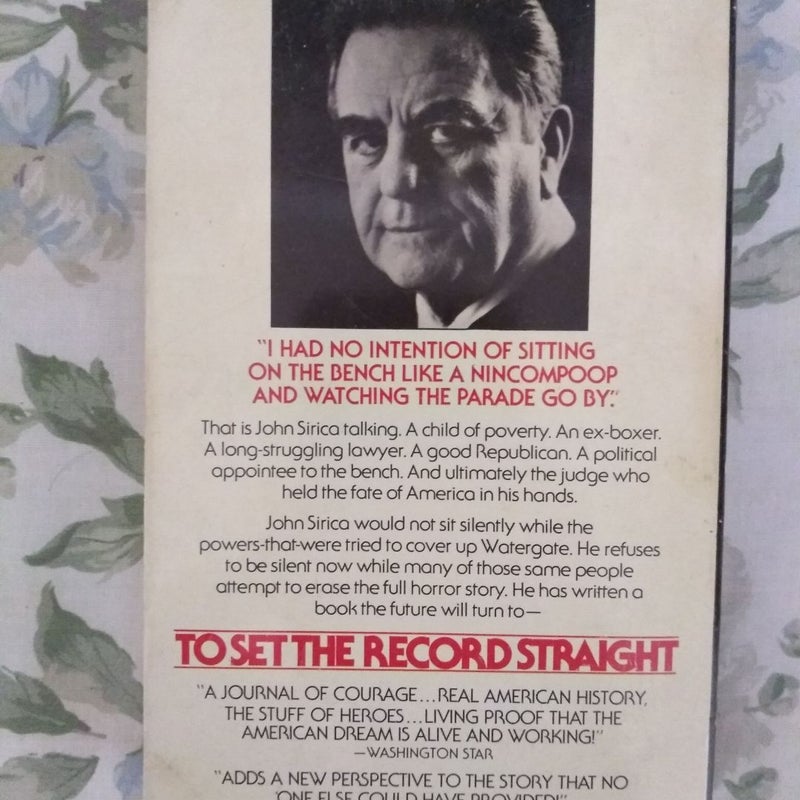 "I HAD NO INTENTION OF SITTING
ON THE BENCH LIKE A NINCOMPOOP
AND WATCHING THE PARADE GO BY."
That is John Sirica talking. A child of poverty. An ex-boxer.
A long-struggling lawyer. A good Republican. A political
appointee to the bench. And ultimately the judge who
held the fate of America in his hands.
John Sirica would not sit silently while the
powers-that-were tried to cover up Watergate. He refuses
to be silent now while many of those same people
attempt to erase the full horror story. He has written a
book the future will turn to—
TO SET THE RECORD STRAIGHT
"A JOURNAL OF COURAGE...REAL AMERICAN HISTORY,
THE STUFF OF HEROES...LIVING PROOF THAT THE
AMERICAN DREAM IS ALIVE AND WORKING!"
—WASHINGTON STAR
"ADDS A NEW PERSPECTIVE TO THE STORY THAT NO
ONE ELSE COULD HAVE PROVIDED!"